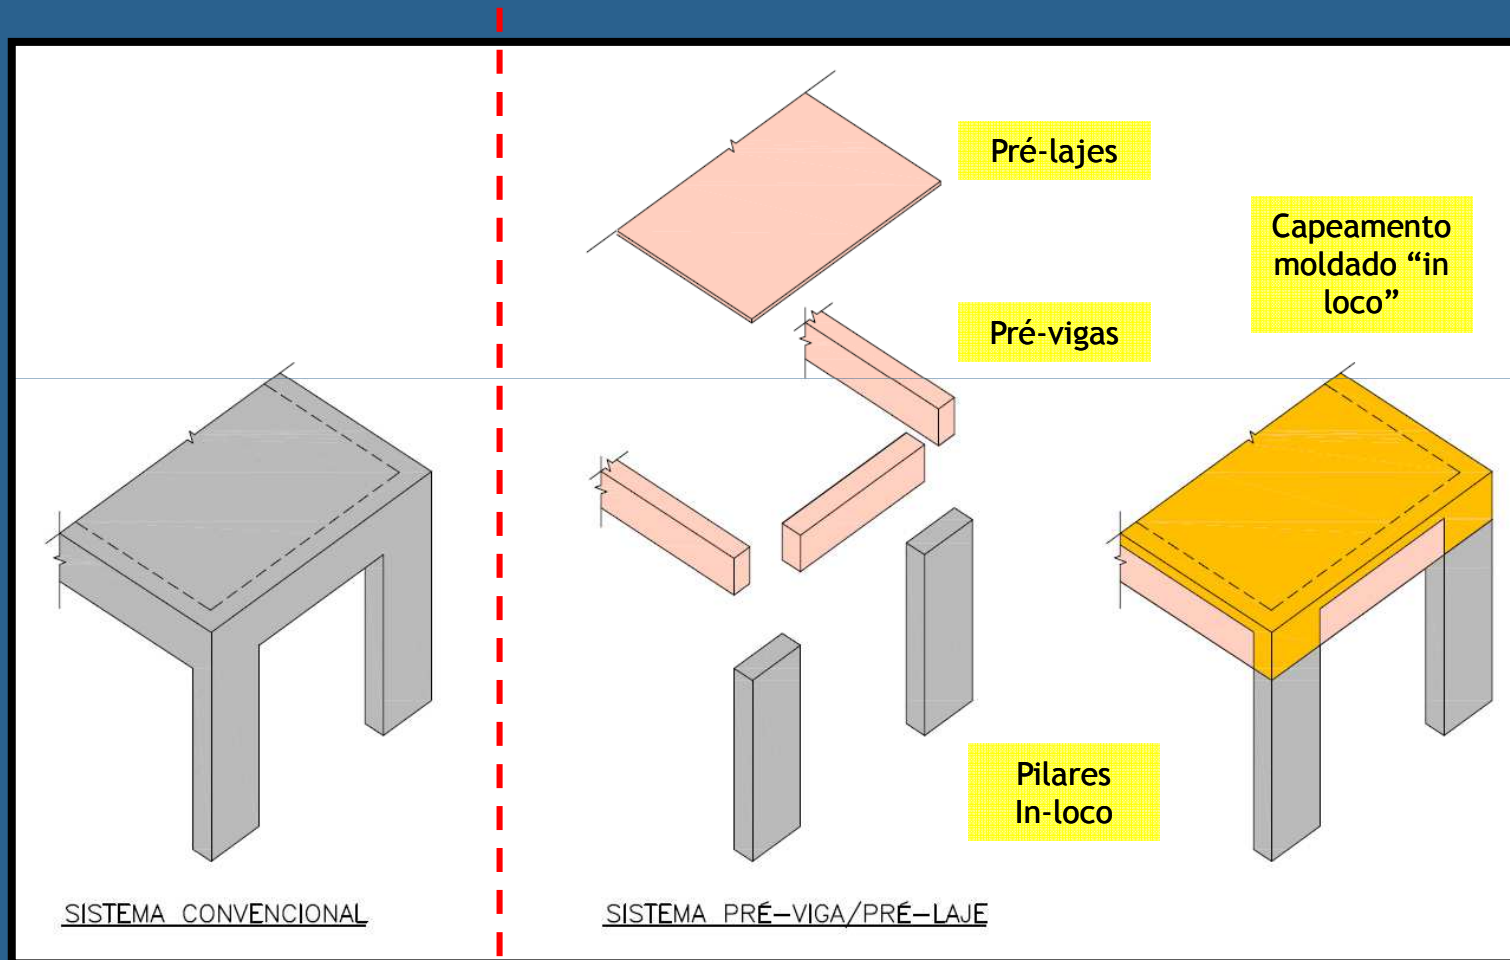 Pré-lajes
Capeamento
moldado “in
loco”
Pré-vigas
Pilares
In-loco
SISTEMA CONVENCIONAL
SISTEMA PRÉ-VIGA/PRÉ-LAJE